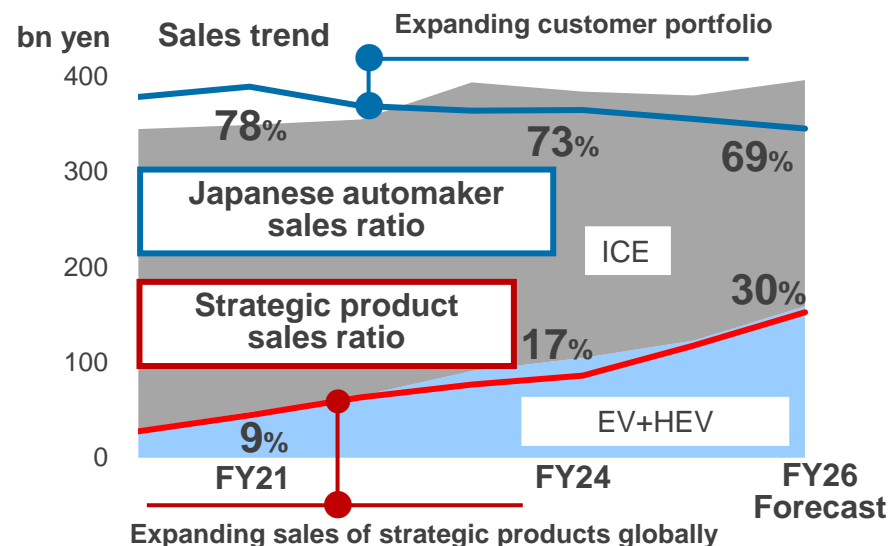 bn yen
Sales trend
Expanding customer portfolio
400
78%
73%
69%
300
Japanese automaker
sales ratio
ICE
200
Strategic product
sales ratio
30%
17%
100
EV+HEV
9%
0
FY21
FY24
FY26
Forecast
Expanding sales of strategic products globally